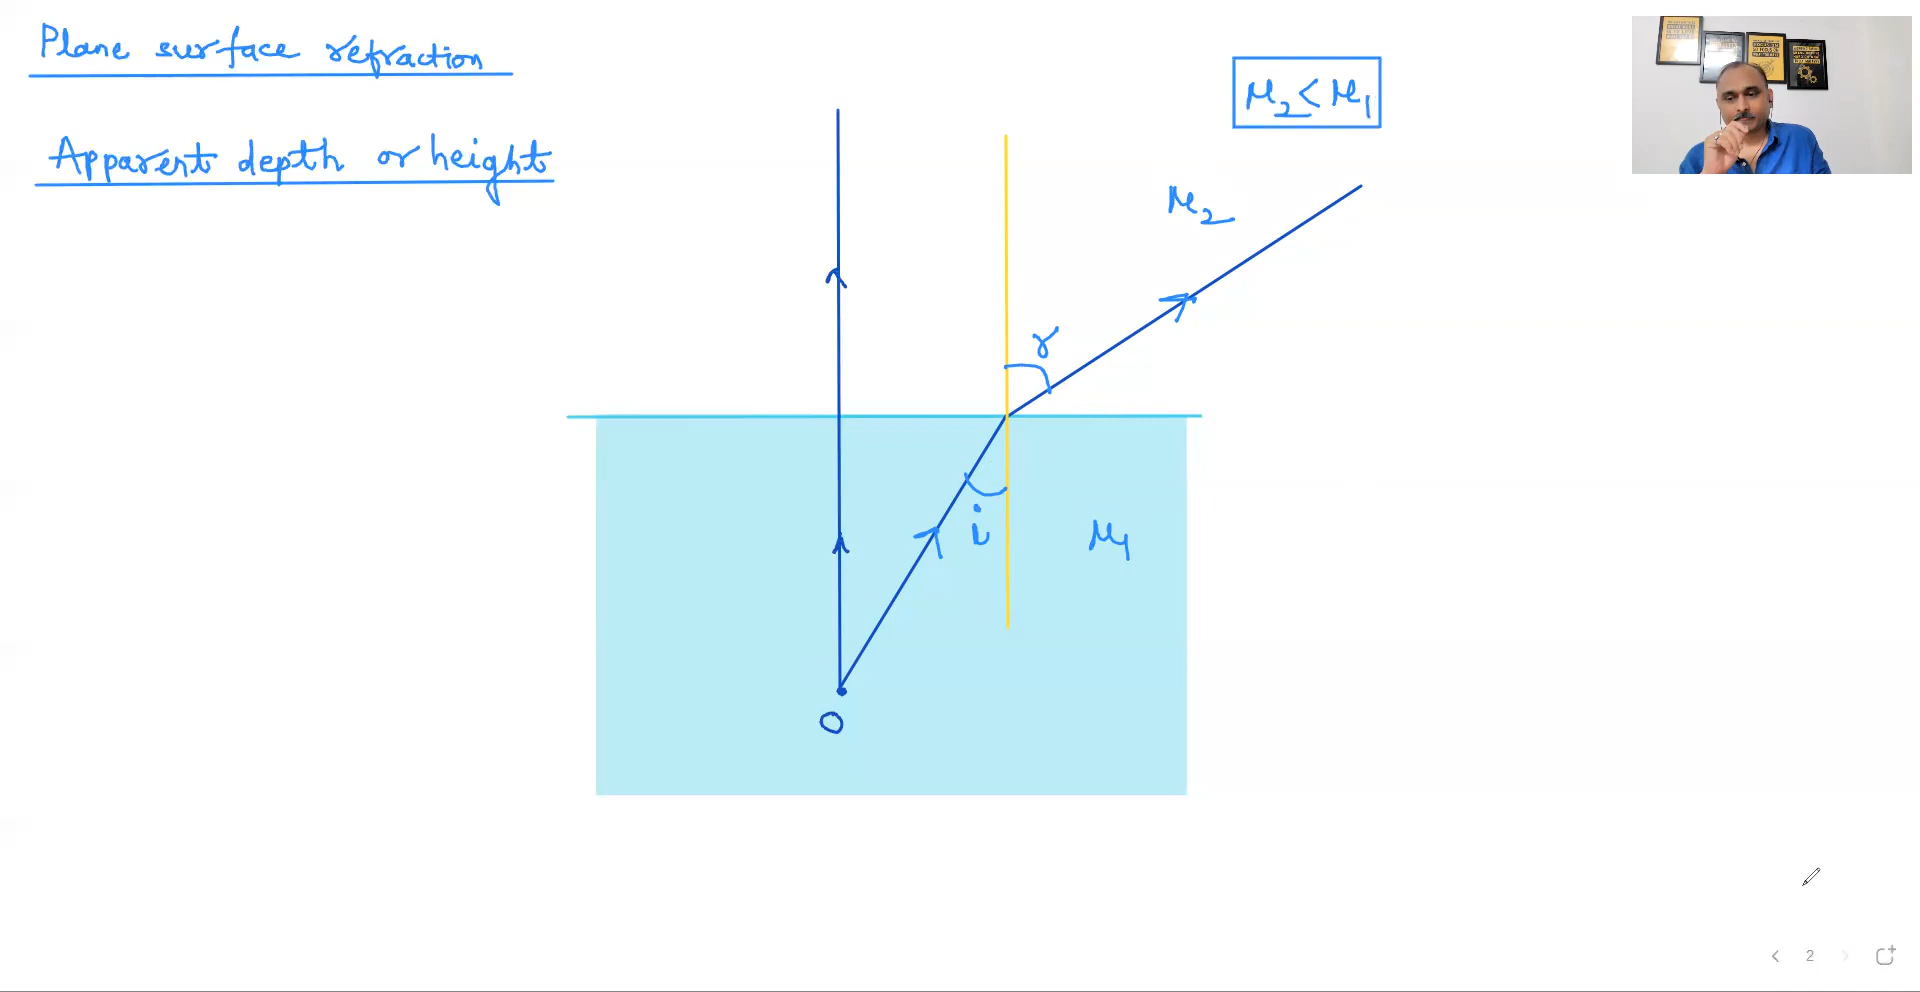 Plane surface refraction
μ₂ < μ₁
Apparent depth or height
μ₂
r
i
μ₁
O
2